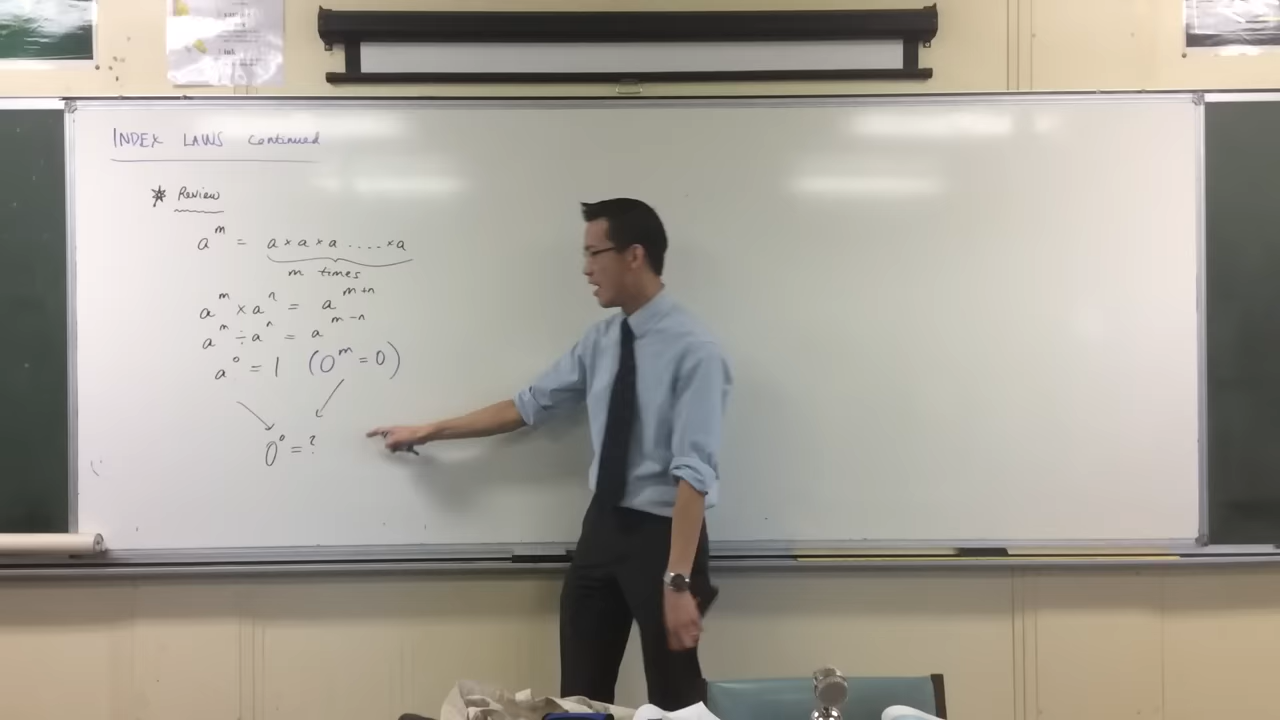 INDEX LAWS continued
* Review
a^m = a × a × a .... × a
m times
a^m × a^n = a^(m+n)
a^m ÷ a^n = a^(m-n)
a^0 = 1 (0^m = 0)
0^0 = ?